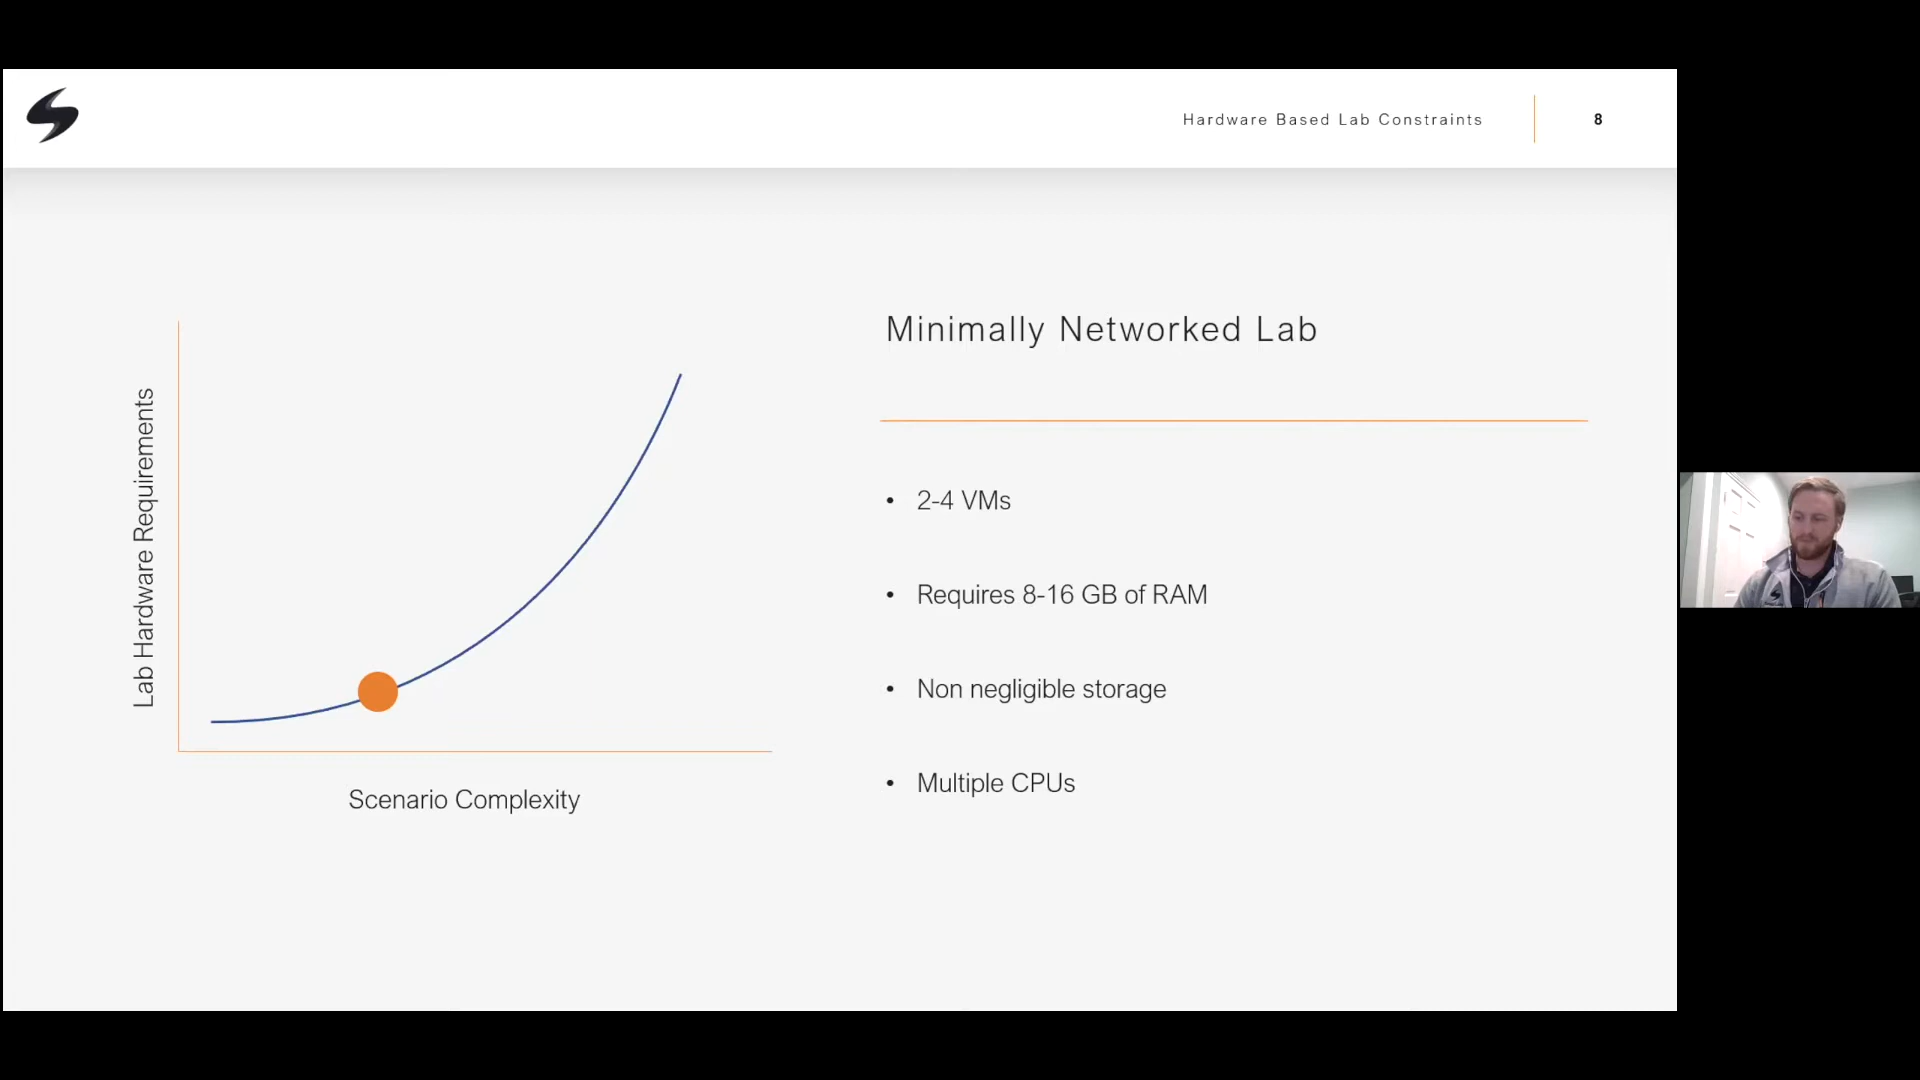 Hardware Based Lab Constraints
8
Minimally Networked Lab
Lab Hardware Requirements
Scenario Complexity
• 2-4 VMs
• Requires 8-16 GB of RAM
• Non negligible storage
• Multiple CPUs